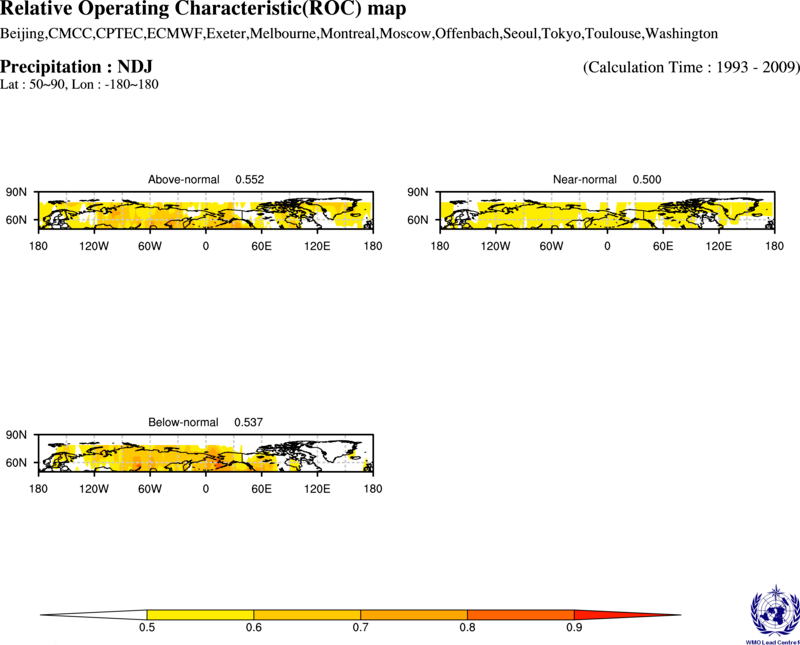 Relative Operating Characteristic(ROC) map
Beijing,CMCC,CPTEC,ECMWF,Exeter,Melbourne,Montreal,Moscow,Offenbach,Seoul,Tokyo,Toulouse,Washington
Precipitation : NDJ
(Calculation Time : 1993 - 2009)
Lat : 50~90, Lon : -180~180
Above-normal 0.552
90N
60N
180 120W 60W 0 60E 120E 180
Near-normal 0.500
90N
60N
180 120W 60W 0 60E 120E 180
Below-normal 0.537
90N
60N
180 120W 60W 0 60E 120E 180
0.5 0.6 0.7 0.8 0.9
WMO Lead Centre